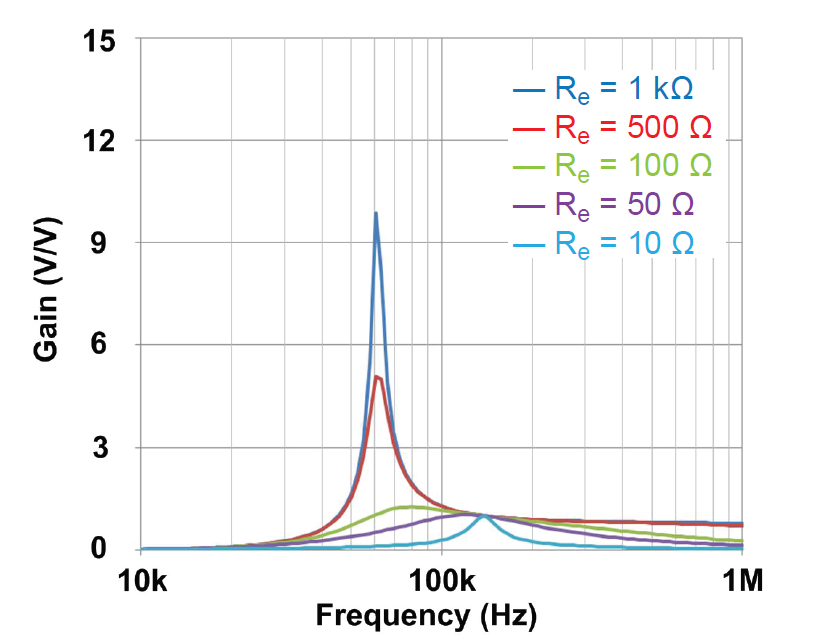 15
12
9
6
3
0
Gain (V/V)
Rₑ = 1 kΩ
Rₑ = 500 Ω
Rₑ = 100 Ω
Rₑ = 50 Ω
Rₑ = 10 Ω
10k 100k 1M
Frequency (Hz)